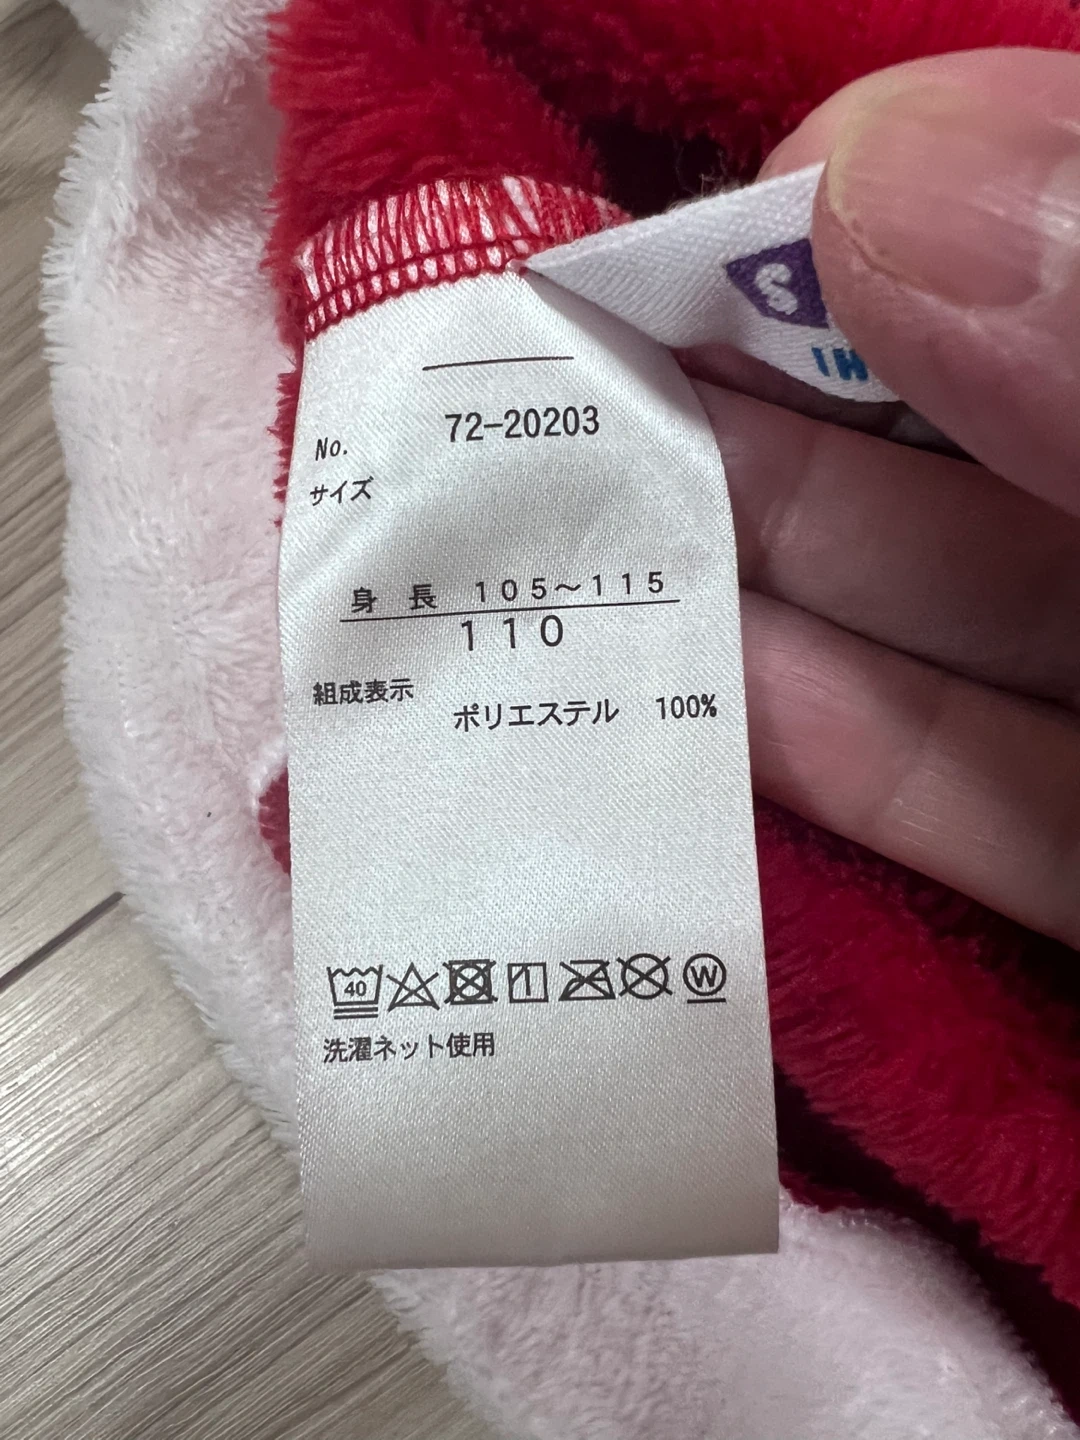 No. 72-20203
サイズ
身 長 105～115
110
組成表示
ポリエステル 100%
40 W
洗濯ネット使用
S